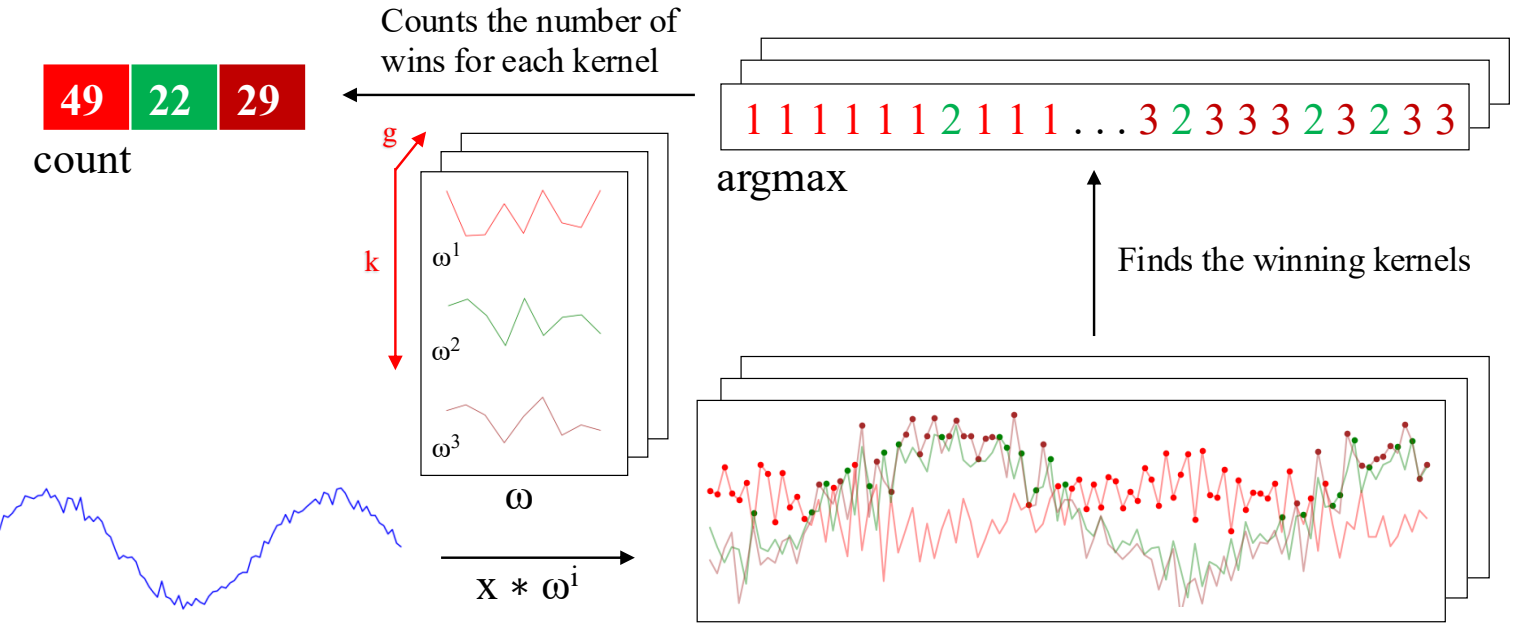 Counts the number of
wins for each kernel
49 22 29
count
1 1 1 1 1 1 2 1 1 1 . . . 3 2 3 3 3 2 3 2 3 3
argmax
g
k
ω1
ω2
ω3
ω
Finds the winning kernels
x * ωi